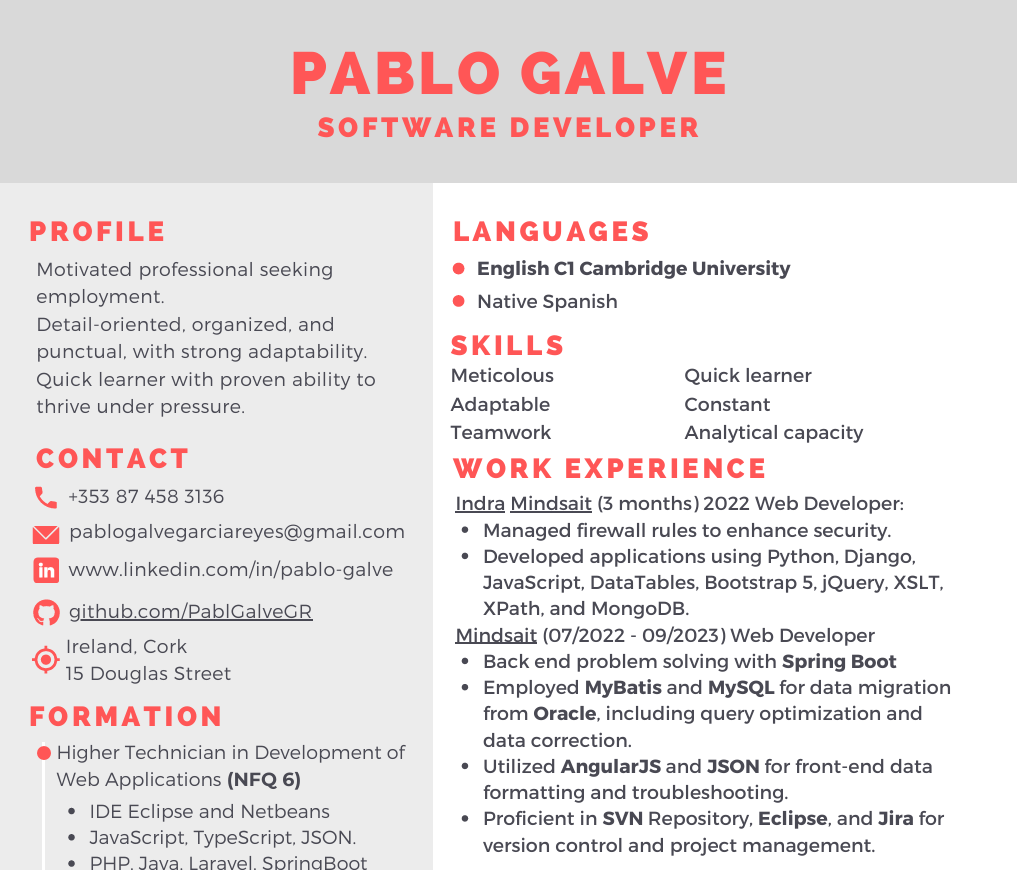 PABLO GALVE
SOFTWARE DEVELOPER
PROFILE
Motivated professional seeking
employment.
Detail-oriented, organized, and
punctual, with strong adaptability.
Quick learner with proven ability to
thrive under pressure.
CONTACT
+353 87 458 3136
pablogalvegarciareyes@gmail.com
in www.linkedin.com/in/pablo-galve
github.com/PablGalveGR
Ireland, Cork
15 Douglas Street
FORMATION
Higher Technician in Development of
Web Applications (NFQ 6)
• IDE Eclipse and Netbeans
• JavaScript, TypeScript, JSON.
• PHP, Java, Laravel, SpringBoot
LANGUAGES
English C1 Cambridge University
Native Spanish
SKILLS
Meticolous Quick learner
Adaptable Constant
Teamwork Analytical capacity
WORK EXPERIENCE
Indra Mindsait (3 months) 2022 Web Developer:
• Managed firewall rules to enhance security.
• Developed applications using Python, Django,
JavaScript, DataTables, Bootstrap 5, jQuery, XSLT,
XPath, and MongoDB.
Mindsait (07/2022 - 09/2023) Web Developer
• Back end problem solving with Spring Boot
• Employed MyBatis and MySQL for data migration
from Oracle, including query optimization and
data correction.
• Utilized AngularJS and JSON for front-end data
formatting and troubleshooting.
• Proficient in SVN Repository, Eclipse, and Jira for
version control and project management.